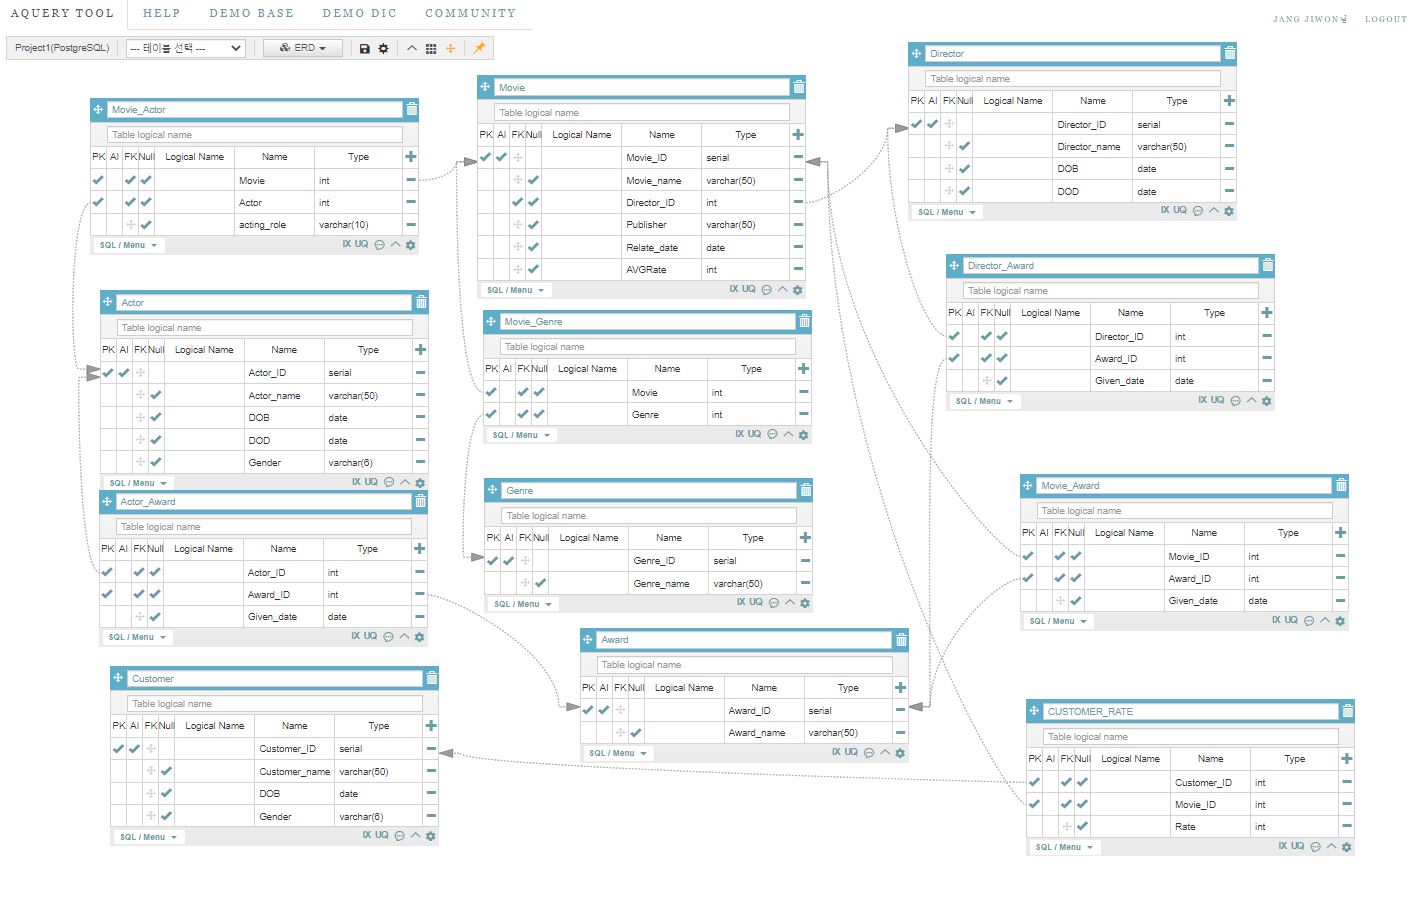 AQUERY TOOL HELP DEMO BASE DEMO DIC COMMUNITY
JANG JIWON님 LOGOUT
Project1(PostgreSQL) --- 테이블 선택 --- ERD
Movie_Actor
Table logical name
PK AI FK Null Logical Name Name Type
Movie int
Actor int
acting_role varchar(10)
SQL / Menu IX UQ
Movie
Table logical name
PK AI FK Null Logical Name Name Type
Movie_ID serial
Movie_name varchar(50)
Director_ID int
Publisher varchar(50)
Relate_date date
AVGRate int
SQL / Menu IX UQ
Director
Table logical name
PK AI FK Null Logical Name Name Type
Director_ID serial
Director_name varchar(50)
DOB date
DOD date
SQL / Menu IX UQ
Director_Award
Table logical name
PK AI FK Null Logical Name Name Type
Director_ID int
Award_ID int
Given_date date
SQL / Menu IX UQ
Actor
Table logical name
PK AI FK Null Logical Name Name Type
Actor_ID serial
Actor_name varchar(50)
DOB date
DOD date
Gender varchar(6)
SQL / Menu IX UQ
Movie_Genre
Table logical name
PK AI FK Null Logical Name Name Type
Movie int
Genre int
SQL / Menu IX UQ
Actor_Award
Table logical name
PK AI FK Null Logical Name Name Type
Actor_ID int
Award_ID int
Given_date date
SQL / Menu IX UQ
Genre
Table logical name
PK AI FK Null Logical Name Name Type
Genre_ID serial
Genre_name varchar(50)
SQL / Menu IX UQ
Movie_Award
Table logical name
PK AI FK Null Logical Name Name Type
Movie_ID int
Award_ID int
Given_date date
SQL / Menu IX UQ
Customer
Table logical name
PK AI FK Null Logical Name Name Type
Customer_ID serial
Customer_name varchar(50)
DOB date
Gender varchar(6)
SQL / Menu IX UQ
Award
Table logical name
PK AI FK Null Logical Name Name Type
Award_ID serial
Award_name varchar(50)
SQL / Menu IX UQ
CUSTOMER_RATE
Table logical name
PK AI FK Null Logical Name Name Type
Customer_ID int
Movie_ID int
Rate int
SQL / Menu IX UQ